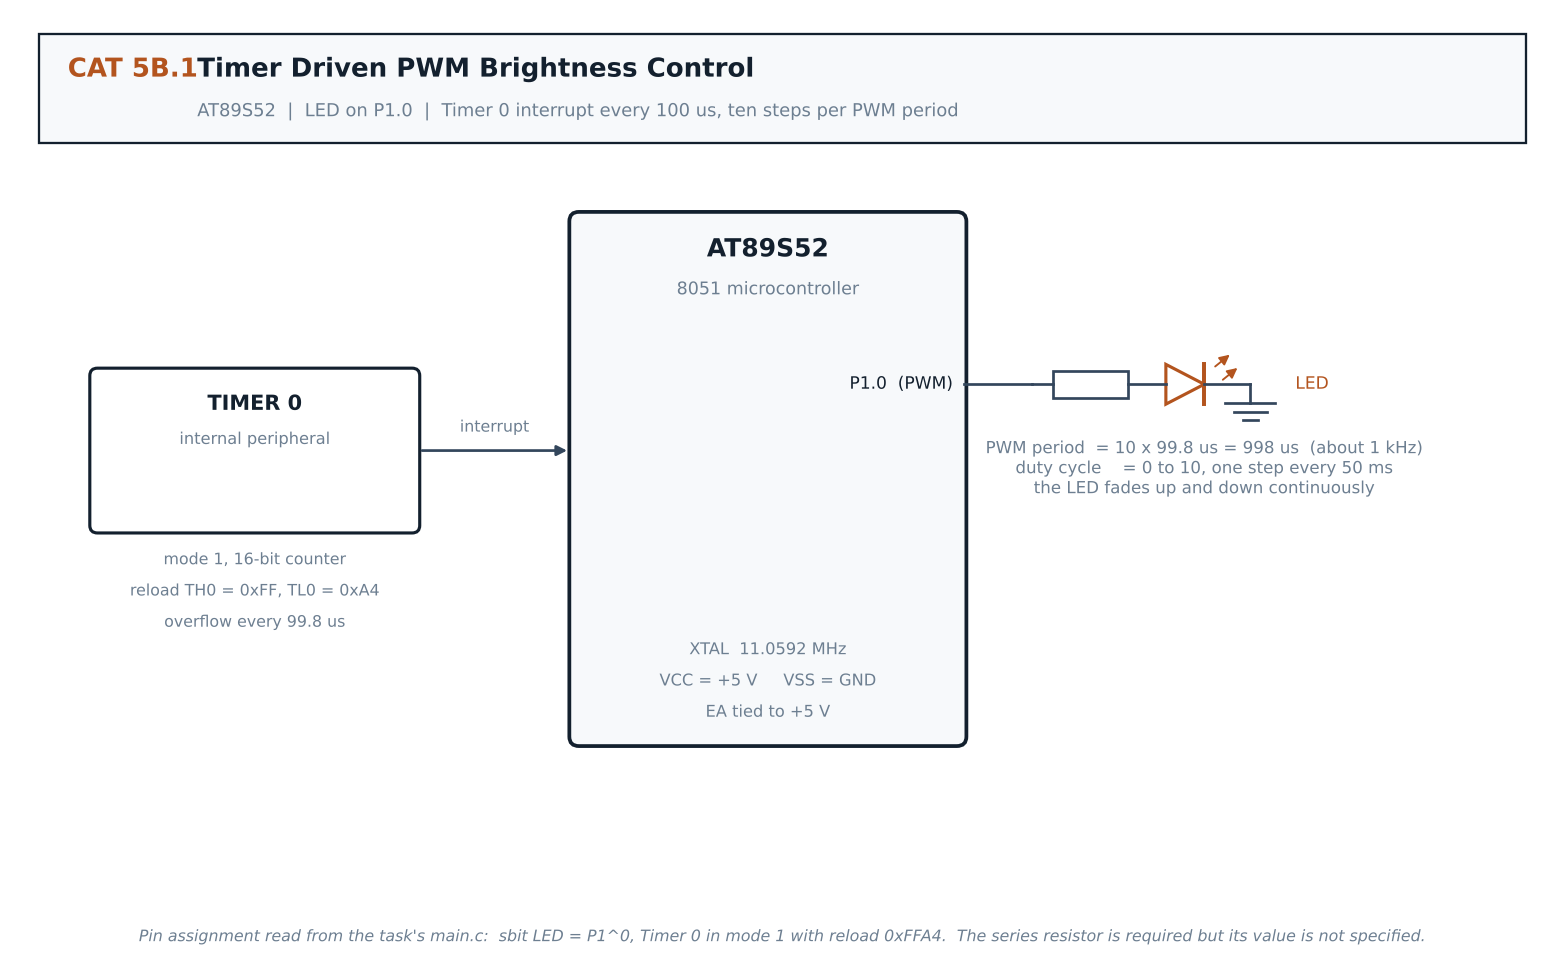 CAT 5B.1 Timer Driven PWM Brightness Control
AT89S52 | LED on P1.0 | Timer 0 interrupt every 100 us, ten steps per PWM period
AT89S52
8051 microcontroller
P1.0 (PWM)
LED
TIMER 0
internal peripheral
interrupt
PWM period = 10 x 99.8 us = 998 us (about 1 kHz)
duty cycle = 0 to 10, one step every 50 ms
the LED fades up and down continuously
mode 1, 16-bit counter
reload TH0 = 0xFF, TL0 = 0xA4
overflow every 99.8 us
XTAL 11.0592 MHz
VCC = +5 V VSS = GND
EA tied to +5 V
Pin assignment read from the task's main.c: sbit LED = P1^0, Timer 0 in mode 1 with reload 0xFFA4. The series resistor is required but its value is not specified.